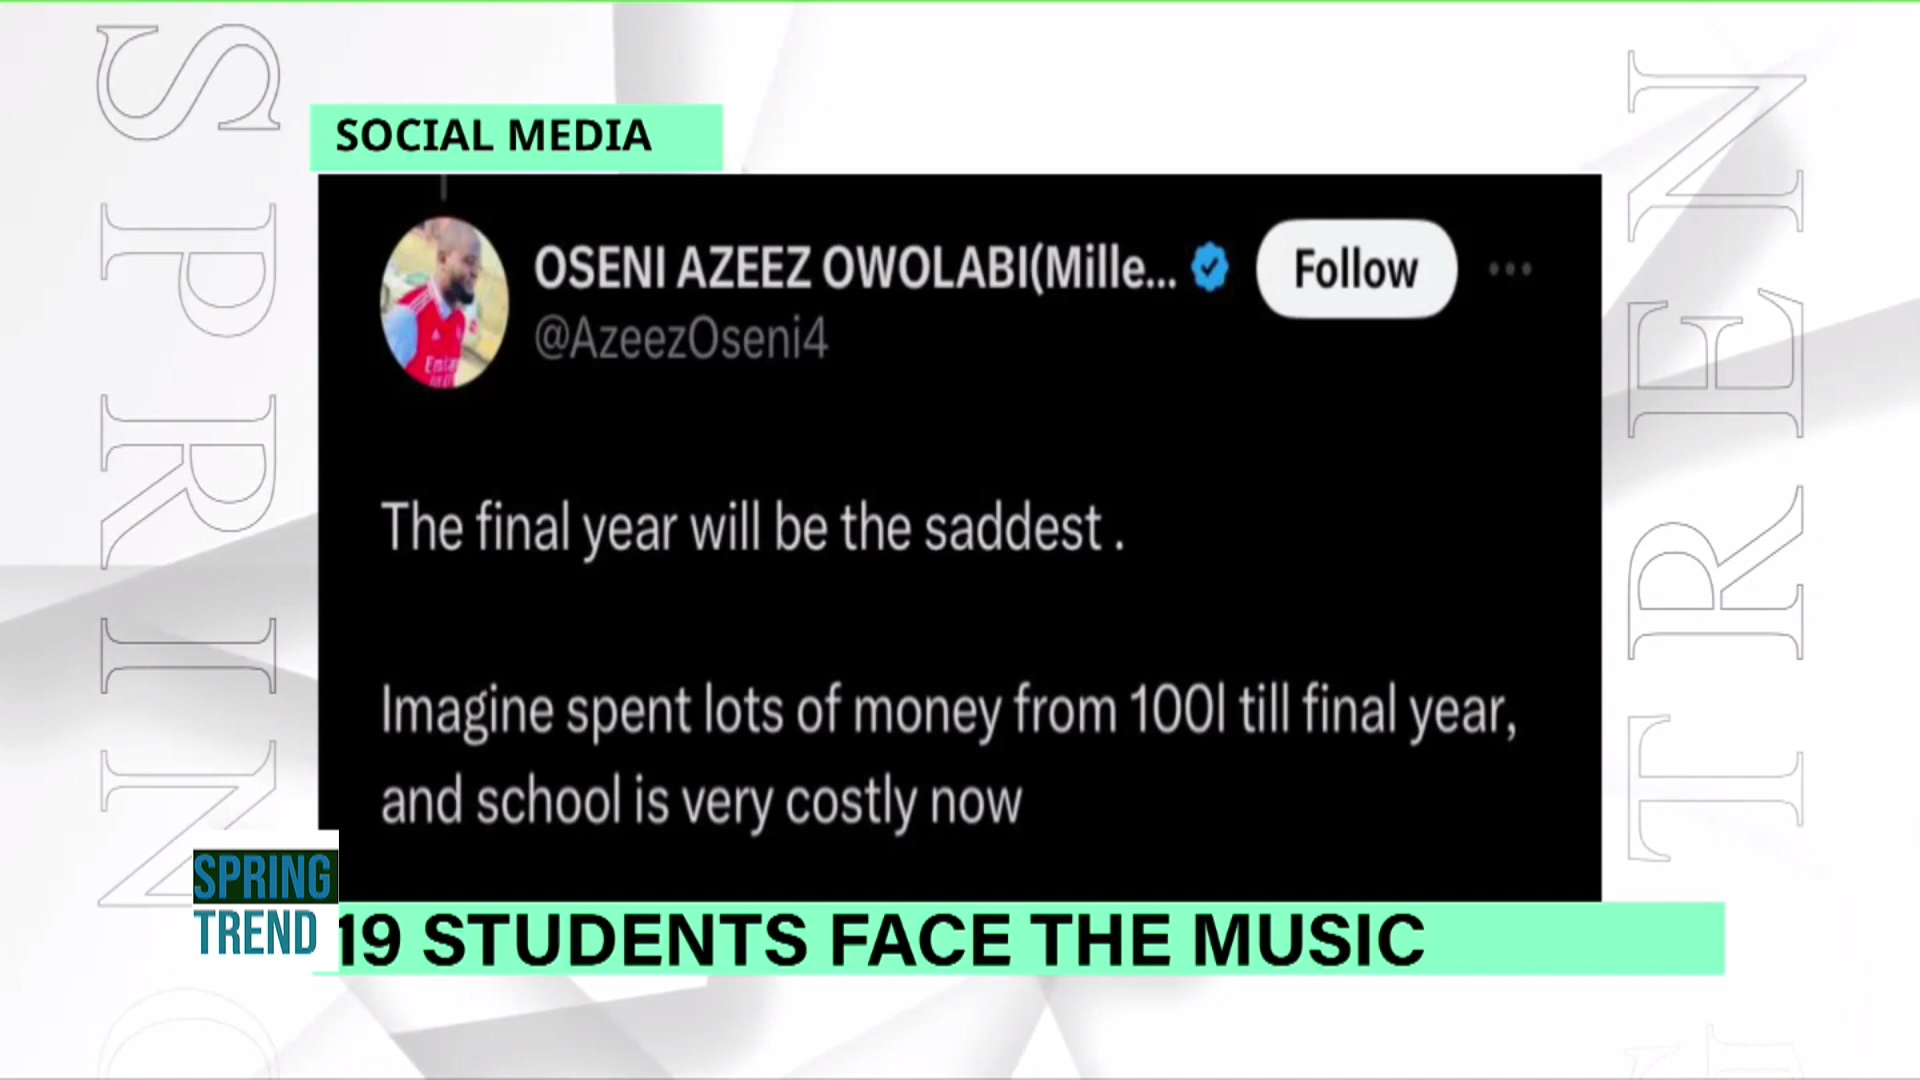 SPRING
TREN
SOCIAL MEDIA
OSENI AZEEZ OWOLABI(Mille...
Follow
@AzeezOseni4
The final year will be the saddest .
Imagine spent lots of money from 100l till final year,
and school is very costly now
SPRING
TREND
19 STUDENTS FACE THE MUSIC